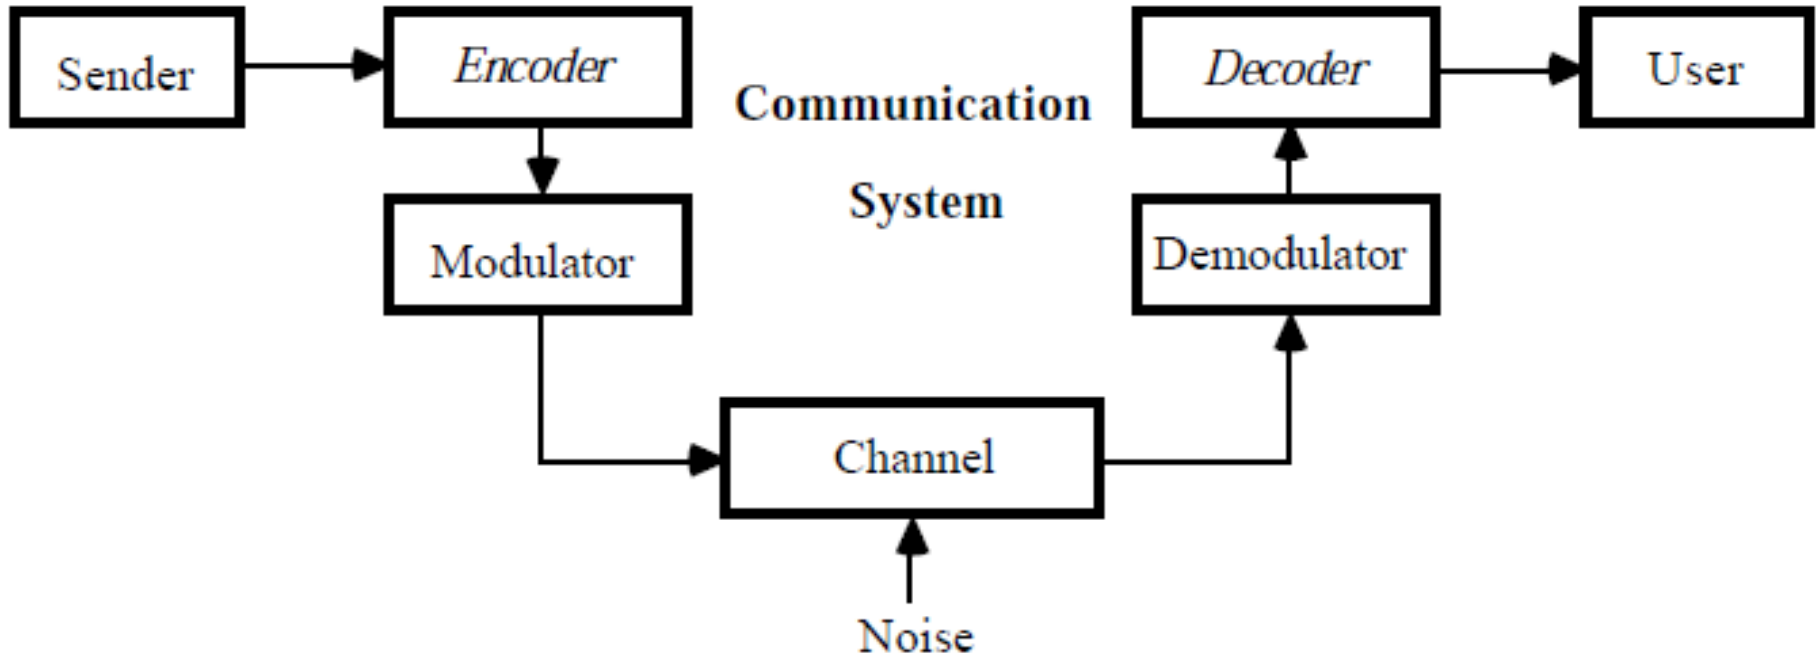 Sender
Encoder
Communication
System
Decoder
User
Modulator
Demodulator
Channel
Noise